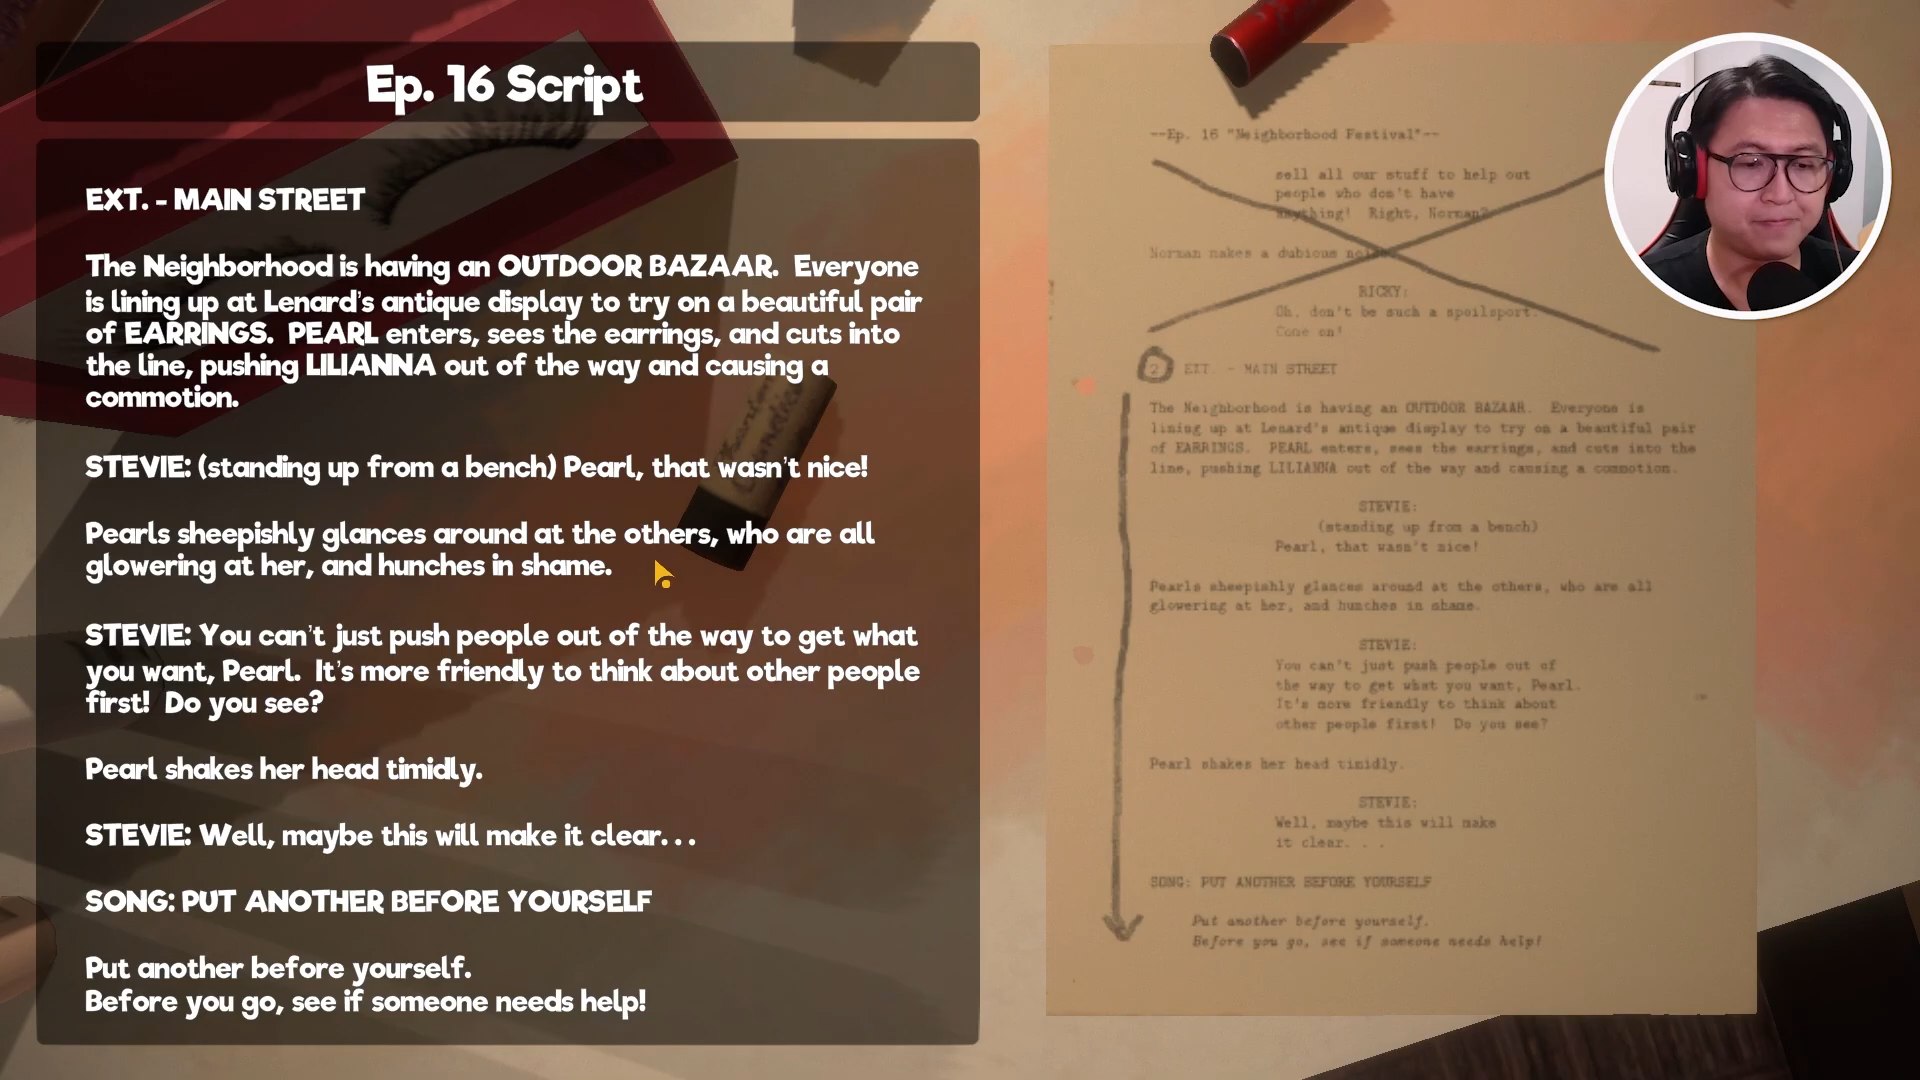 Ep. 16 Script
EXT. - MAIN STREET
The Neighborhood is having an OUTDOOR BAZAAR.  Everyone
is lining up at Lenard's antique display to try on a beautiful pair
of EARRINGS.  PEARL enters, sees the earrings, and cuts into
the line, pushing LILIANNA out of the way and causing a
commotion.
STEVIE: (standing up from a bench) Pearl, that wasn't nice!
Pearls sheepishly glances around at the others, who are all
glowering at her, and hunches in shame.
STEVIE: You can't just push people out of the way to get what
you want, Pearl.  It's more friendly to think about other people
first!  Do you see?
Pearl shakes her head timidly.
STEVIE: Well, maybe this will make it clear...
SONG: PUT ANOTHER BEFORE YOURSELF
Put another before yourself.
Before you go, see if someone needs help!
--Ep. 16 "Neighborhood Festival"--
sell all our stuff to help out
people who don't have
anything!  Right, Norman?
Norman makes a dubious
RICKY:
Oh, don't be such a spoilsport.
Come on!
2 EXT. - MAIN STREET
The Neighborhood is having an OUTDOOR BAZAAR.  Everyone is
lining up at Lenard's antique display to try on a beautiful pair
of EARRINGS.  PEARL enters, sees the earrings, and cuts into the
line, pushing LILIANNA out of the way and causing a commotion.
STEVIE:
(standing up from a bench)
Pearl, that wasn't nice!
Pearls sheepishly glances around at the others, who are all
glowering at her, and hunches in shame.
STEVIE:
You can't just push people out of
the way to get what you want, Pearl.
It's more friendly to think about
other people first!  Do you see?
Pearl shakes her head timidly.
STEVIE:
Well, maybe this will make
it clear. . .
SONG: PUT ANOTHER BEFORE YOURSELF
Put another before yourself.
Before you go, see if someone needs help!